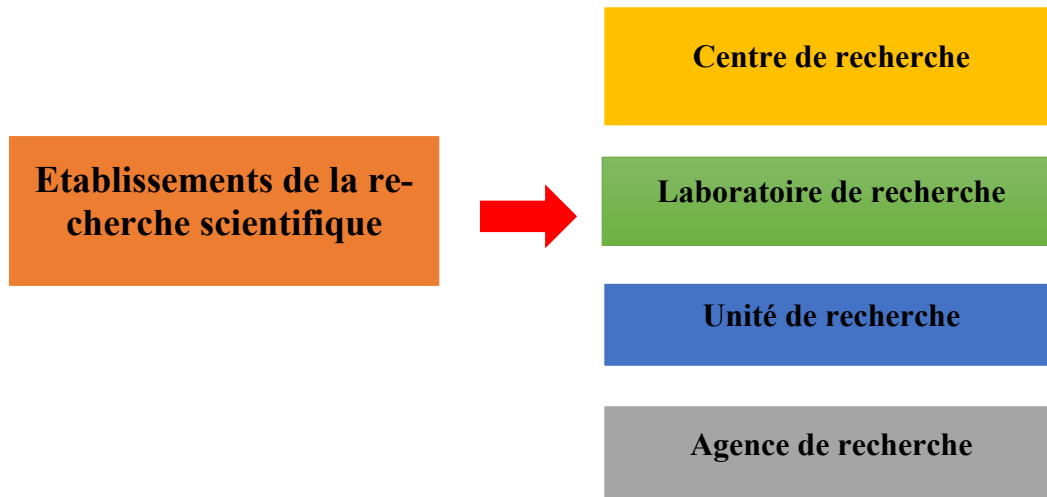 Centre de recherche
Etablissements de la re-
cherche scientifique
Laboratoire de recherche
Unité de recherche
Agence de recherche